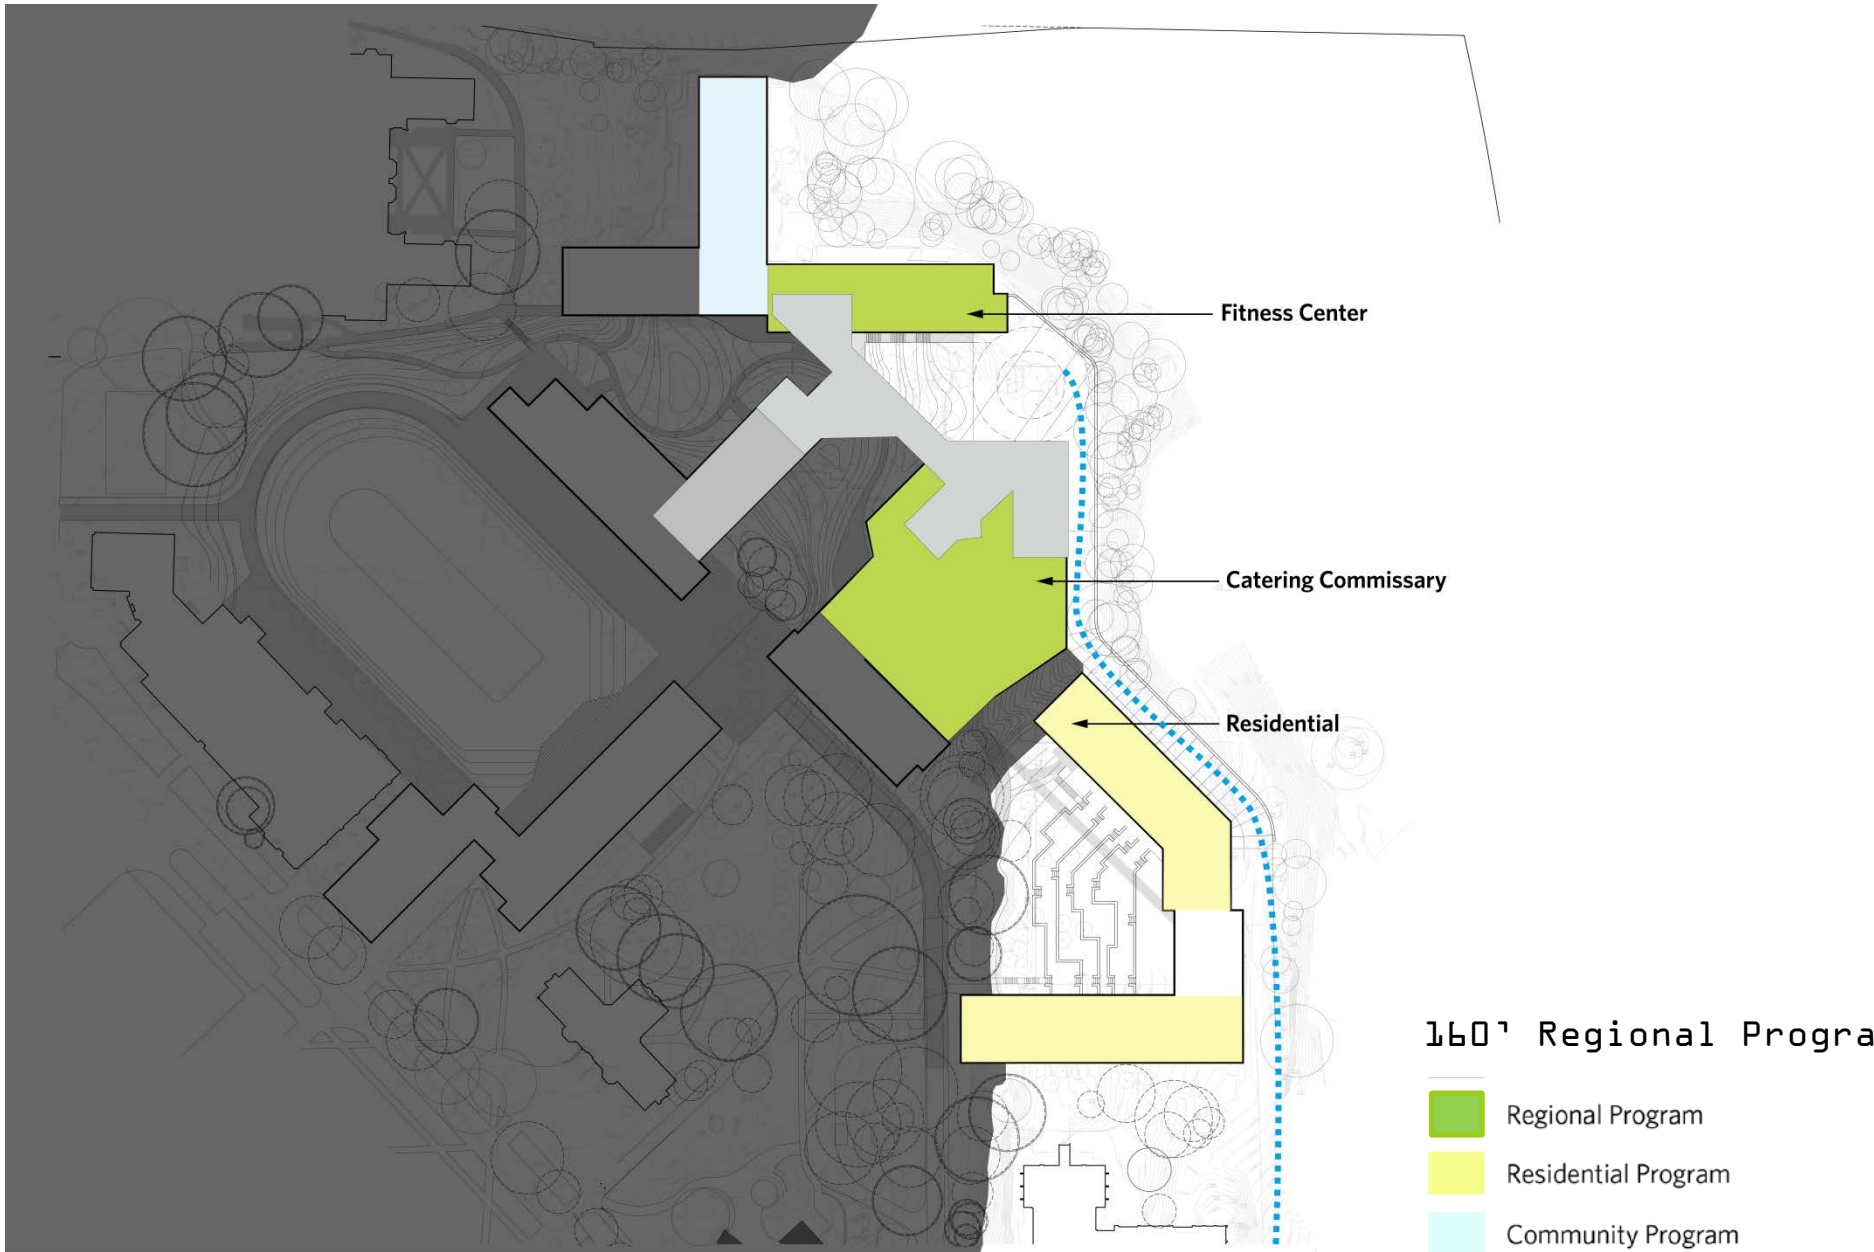 Fitness Center
Catering Commissary
Residential
160' Regional Progra
Regional Program
Residential Program
Community Program